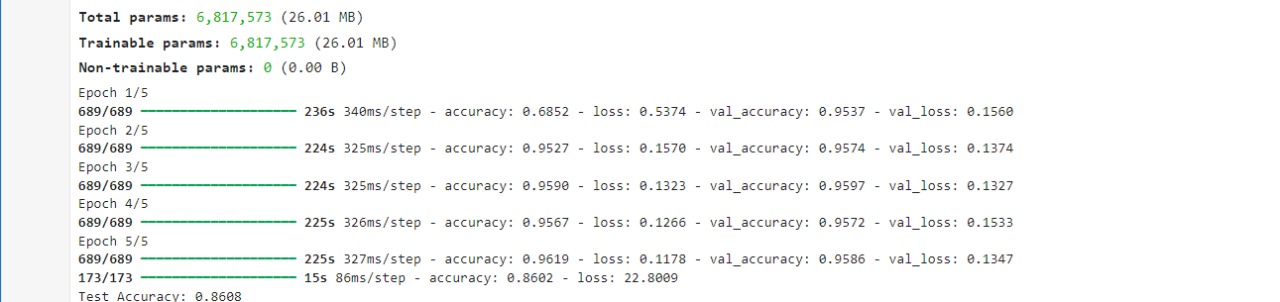 Total params: 6,817,573 (26.01 MB)
Trainable params: 6,817,573 (26.01 MB)
Non-trainable params: 0 (0.00 B)
Epoch 1/5
689/689 ━━━━━━━━━━━━━━━━━━━━ 236s 340ms/step - accuracy: 0.6852 - loss: 0.5374 - val_accuracy: 0.9537 - val_loss: 0.1560
Epoch 2/5
689/689 ━━━━━━━━━━━━━━━━━━━━ 224s 325ms/step - accuracy: 0.9527 - loss: 0.1570 - val_accuracy: 0.9574 - val_loss: 0.1374
Epoch 3/5
689/689 ━━━━━━━━━━━━━━━━━━━━ 224s 325ms/step - accuracy: 0.9590 - loss: 0.1323 - val_accuracy: 0.9597 - val_loss: 0.1327
Epoch 4/5
689/689 ━━━━━━━━━━━━━━━━━━━━ 225s 326ms/step - accuracy: 0.9567 - loss: 0.1266 - val_accuracy: 0.9572 - val_loss: 0.1533
Epoch 5/5
689/689 ━━━━━━━━━━━━━━━━━━━━ 225s 327ms/step - accuracy: 0.9619 - loss: 0.1178 - val_accuracy: 0.9586 - val_loss: 0.1347
173/173 ━━━━━━━━━━━━━━━━━━━━ 15s 86ms/step - accuracy: 0.8602 - loss: 22.8009
Test Accuracy: 0.8608